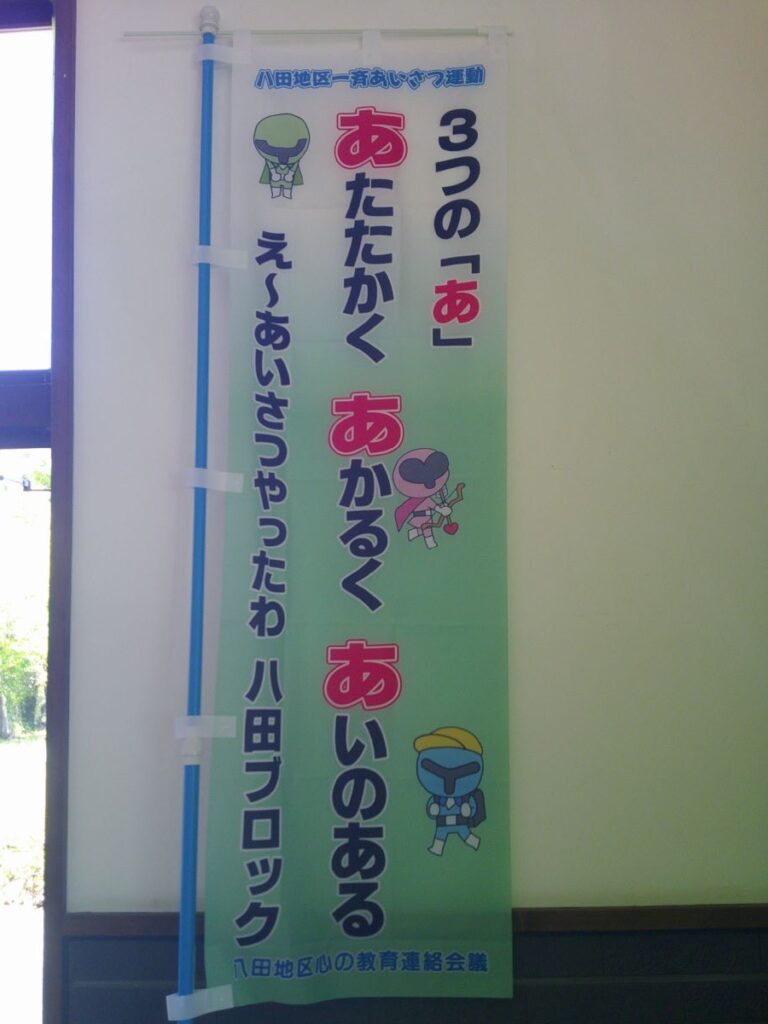 八田地区一斉あいさつ運動
3つの「あ」
あたたかく あかるく あいのある
え～あいさつやったわ 八田ブロック
八田地区心の教育連絡会議